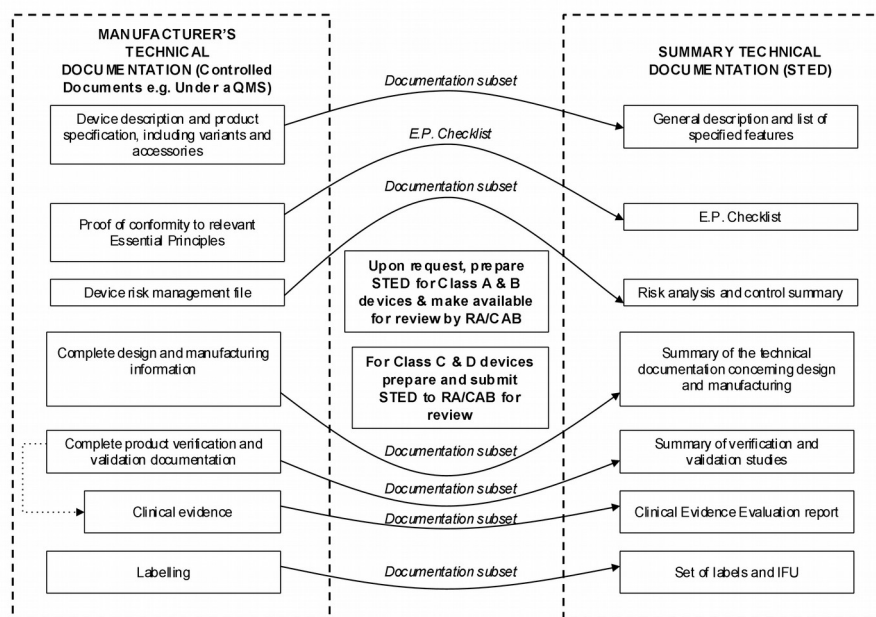 MANUFACTURER'S
TECHNICAL
DOCUMENTATION (Controlled
Documents e.g. Under a QMS)
Device description and product
specification, including variants and
accessories
Proof of conformity to relevant
Essential Principles
Device risk management file
Complete design and manufacturing
information
Complete product verification and
validation documentation
Clinical evidence
Labelling
Documentation subset
E.P. Checklist
Documentation subset
Upon request, prepare
STED for Class A & B
devices & make available
for review by RA/CAB
For Class C & D devices
prepare and submit
STED to RA/CAB for
review
Documentation subset
Documentation subset
Documentation subset
Documentation subset
SUMMARY TECHNICAL
DOCUMENTATION (STED)
General description and list of
specified features
E.P. Checklist
Risk analysis and control summary
Summary of the technical
documentation concerning design
and manufacturing
Summary of verification and
validation studies
Clinical Evidence Evaluation report
Set of labels and IFU